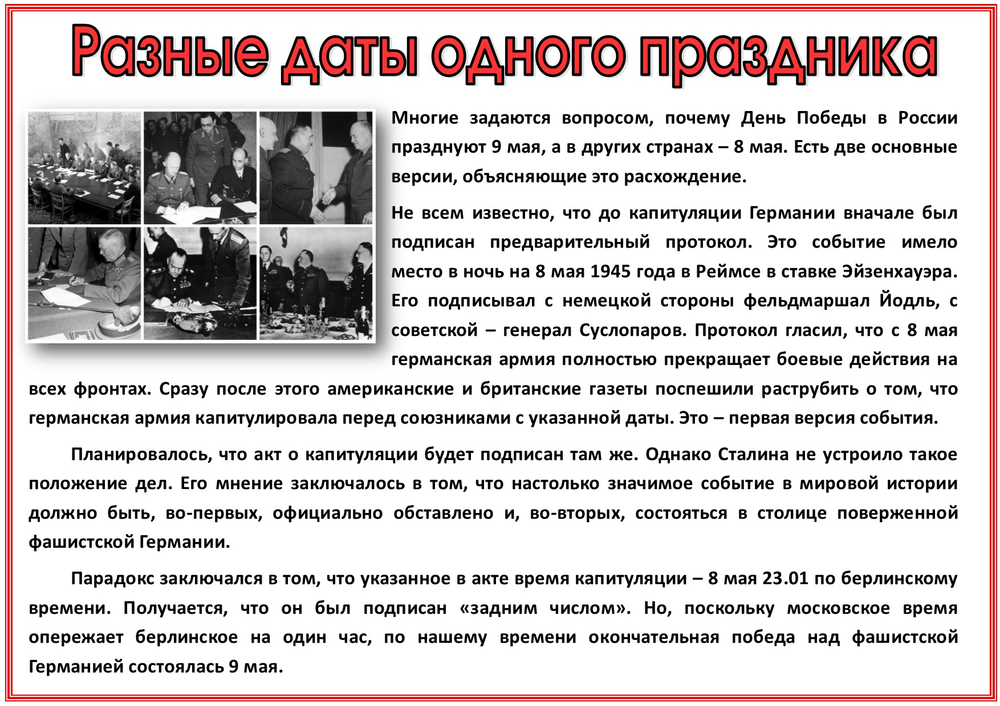 Разные даты одного праздника
Многие задаются вопросом, почему День Победы в России
празднуют 9 мая, а в других странах – 8 мая. Есть две основные
версии, объясняющие это расхождение.
Не всем известно, что до капитуляции Германии вначале был
подписан предварительный протокол. Это событие имело
место в ночь на 8 мая 1945 года в Реймсе в ставке Эйзенхауэра.
Его подписывал с немецкой стороны фельдмаршал Йодль, с
советской – генерал Суслопаров. Протокол гласил, что с 8 мая
германская армия полностью прекращает боевые действия на
всех фронтах. Сразу после этого американские и британские газеты поспешили раструбить о том, что
германская армия капитулировала перед союзниками с указанной даты. Это – первая версия события.
Планировалось, что акт о капитуляции будет подписан там же. Однако Сталина не устроило такое
положение дел. Его мнение заключалось в том, что настолько значимое событие в мировой истории
должно быть, во-первых, официально обставлено и, во-вторых, состояться в столице поверженной
фашистской Германии.
Парадокс заключался в том, что указанное в акте время капитуляции – 8 мая 23.01 по берлинскому
времени. Получается, что он был подписан «задним числом». Но, поскольку московское время
опережает берлинское на один час, по нашему времени окончательная победа над фашистской
Германией состоялась 9 мая.